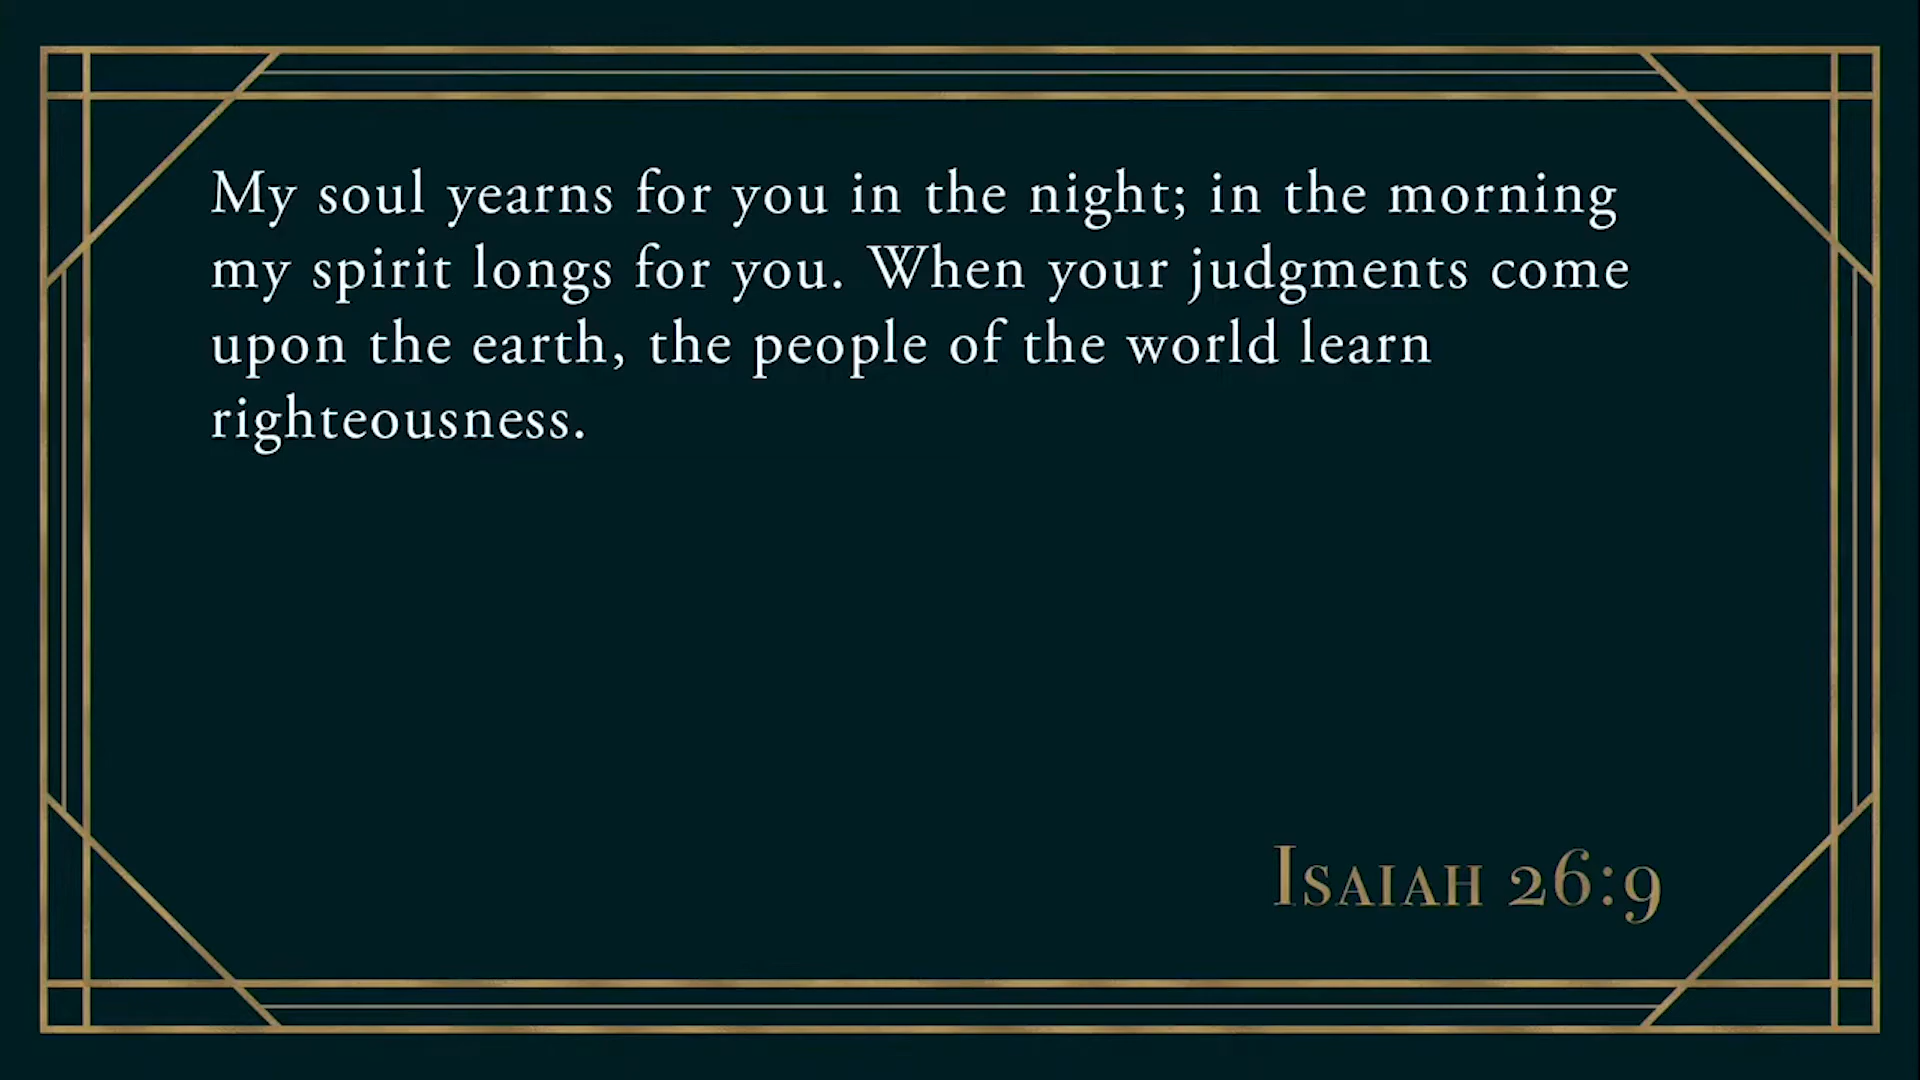 My soul yearns for you in the night; in the morning
my spirit longs for you. When your judgments come
upon the earth, the people of the world learn
righteousness.
Isaiah 26:9